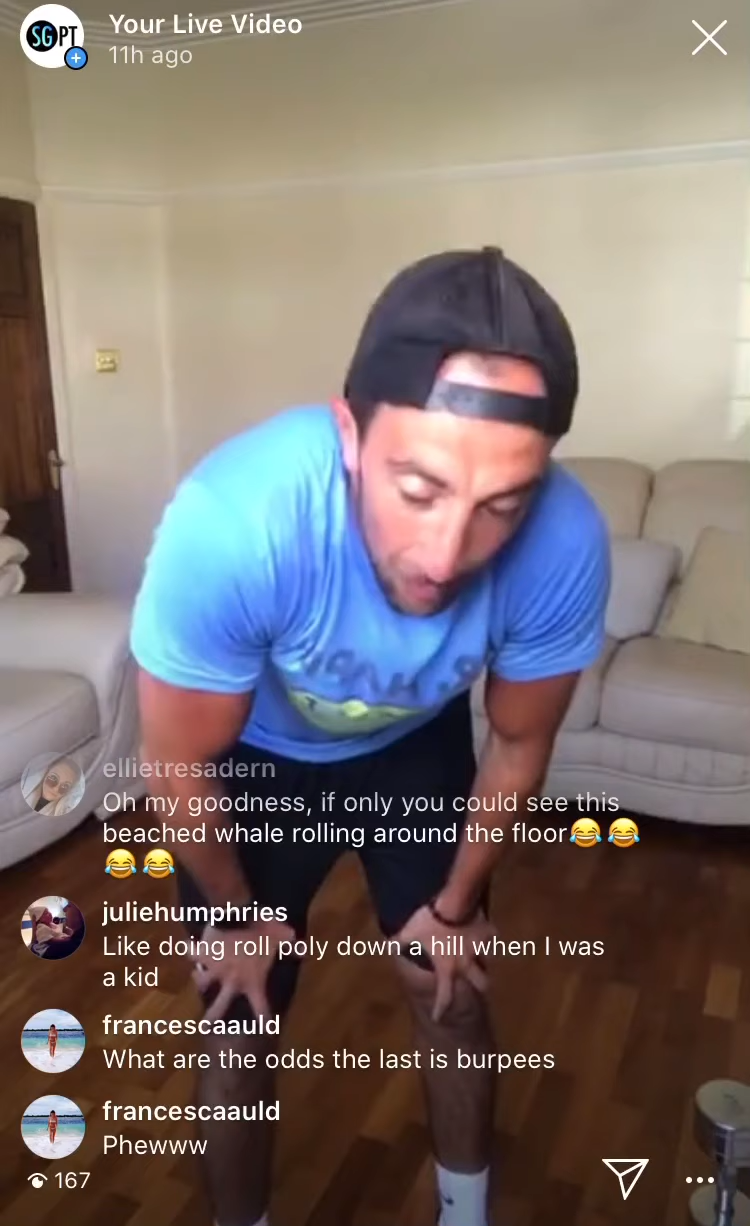 SGPT
Your Live Video
11h ago
ellietresadern
Oh my goodness, if only you could see this
beached whale rolling around the floor😂😂
😂😂
juliehumphries
Like doing roll poly down a hill when I was
a kid
francescaauld
What are the odds the last is burpees
francescaauld
Phewww
167